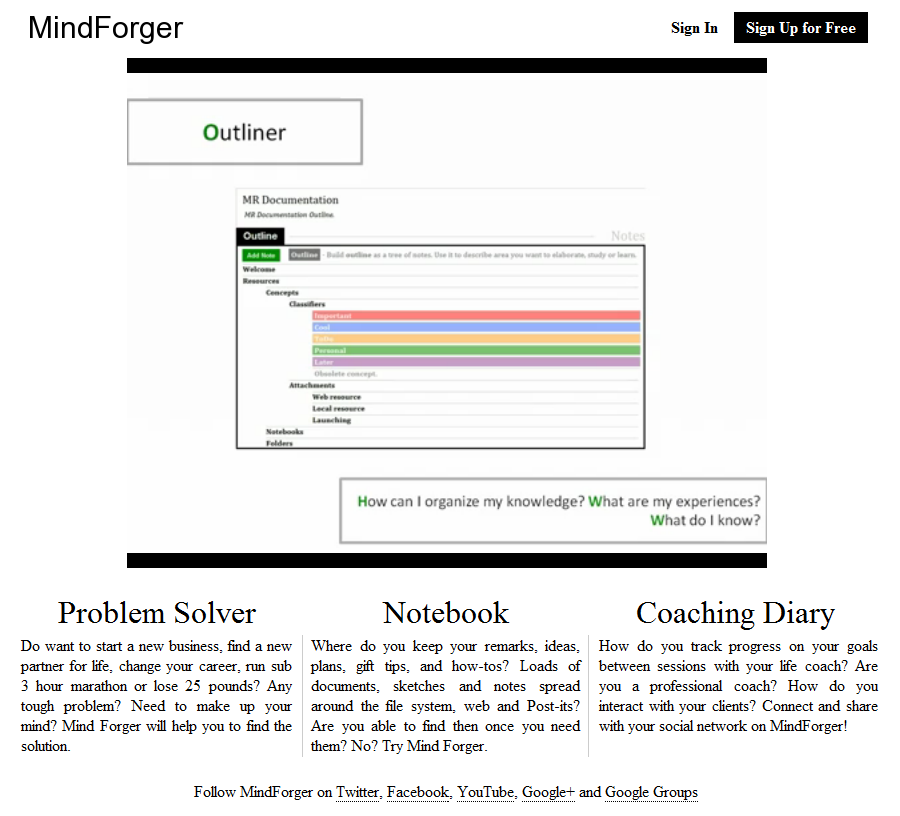 MindForger
Sign In
Sign Up for Free
Outliner
MR Documentation
MR Documentation Outline.
Outline
Notes
Add Note
Outline - Build outline as a tree of notes. Use it to describe area you want to elaborate, study or learn.
Welcome
Resources
Concepts
Classifiers
Important
Cool
Personal
Later
Obsolete concept.
Attachments
Web resource
Local resource
Launching
Notebooks
Folders
How can I organize my knowledge? What are my experiences?
What do I know?
Problem Solver
Do want to start a new business, find a new
partner for life, change your career, run sub
3 hour marathon or lose 25 pounds? Any
tough problem? Need to make up your
mind? Mind Forger will help you to find the
solution.
Notebook
Where do you keep your remarks, ideas,
plans, gift tips, and how-tos? Loads of
documents, sketches and notes spread
around the file system, web and Post-its?
Are you able to find then once you need
them? No? Try Mind Forger.
Coaching Diary
How do you track progress on your goals
between sessions with your life coach? Are
you a professional coach? How do you
interact with your clients? Connect and share
with your social network on MindForger!
Follow MindForger on Twitter, Facebook, YouTube, Google+ and Google Groups